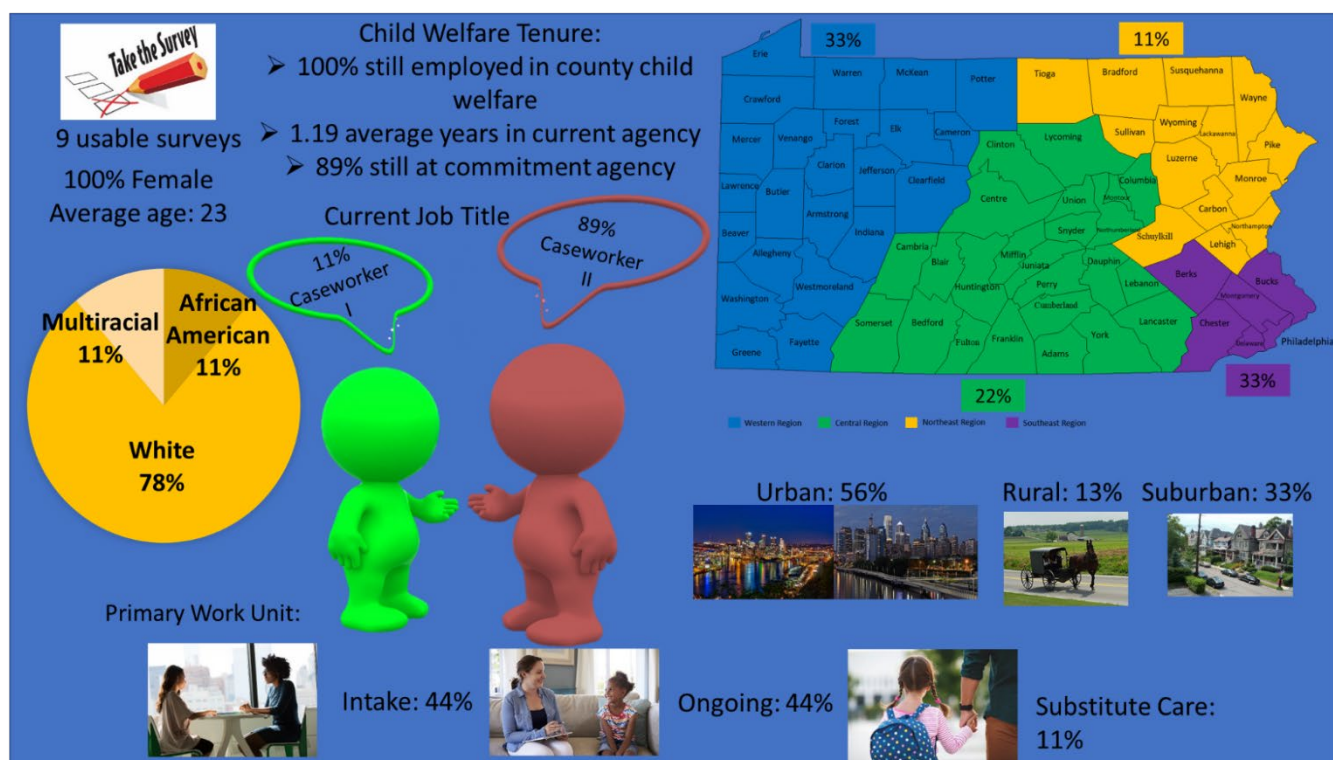 Take the Survey
9 usable surveys
100% Female
Average age: 23
Child Welfare Tenure:
➢ 100% still employed in county child
welfare
➢ 1.19 average years in current agency
➢ 89% still at commitment agency
Current Job Title
11%
Caseworker
I
89%
Caseworker
II
Multiracial
11%
African
American
11%
White
78%
33%
11%
Erie
Warren
McKean
Potter
Tioga
Bradford
Susquehanna
Wayne
Crawford
Forest
Elk
Cameron
Sullivan
Wyoming
Lackawanna
Pike
Mercer
Venango
Clarion
Jefferson
Clearfield
Clinton
Lycoming
Columbia
Luzerne
Monroe
Lawrence
Butler
Armstrong
Indiana
Centre
Union
Montour
Northumberland
Carbon
Northampton
Beaver
Allegheny
Westmoreland
Cambria
Blair
Huntington
Mifflin
Juniata
Snyder
Perry
Dauphin
Schuylkill
Lehigh
Washington
Greene
Fayette
Somerset
Bedford
Fulton
Franklin
Cumberland
Adams
York
Lebanon
Lancaster
Berks
Montgomery
Bucks
Chester
Delaware
Philadelphia
22%
33%
Western Region
Central Region
Northeast Region
Southeast Region
Urban: 56%
Rural: 13%
Suburban: 33%
Primary Work Unit:
Intake: 44%
Ongoing: 44%
Substitute Care:
11%